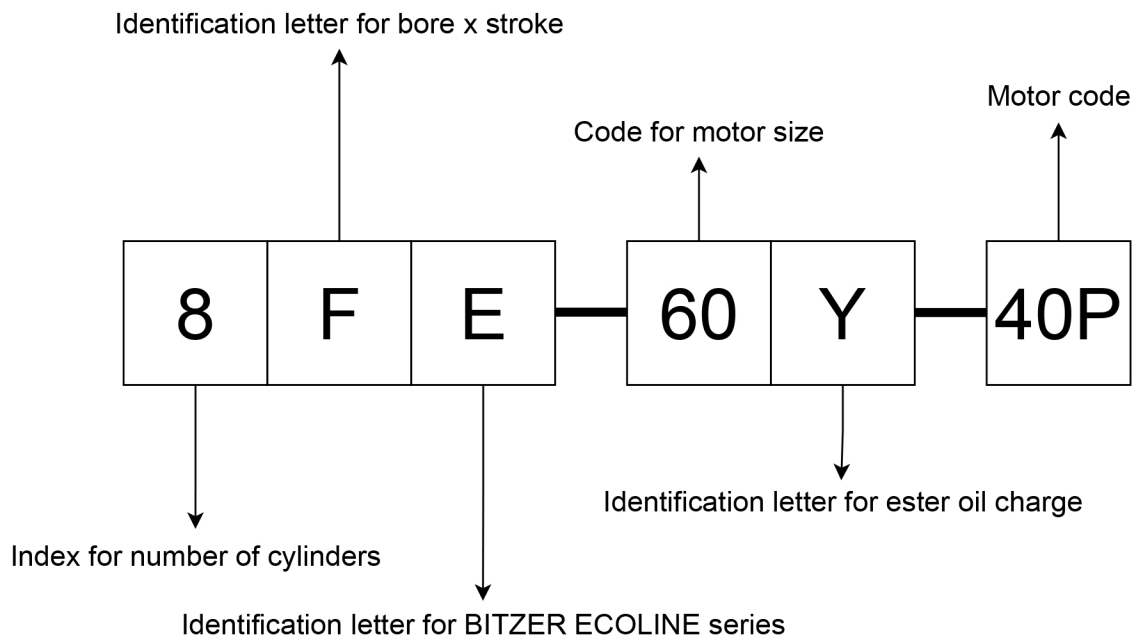 Identification letter for bore x stroke
Motor code
Code for motor size
8 F E 60 Y 40P
Identification letter for ester oil charge
Index for number of cylinders
Identification letter for BITZER ECOLINE series